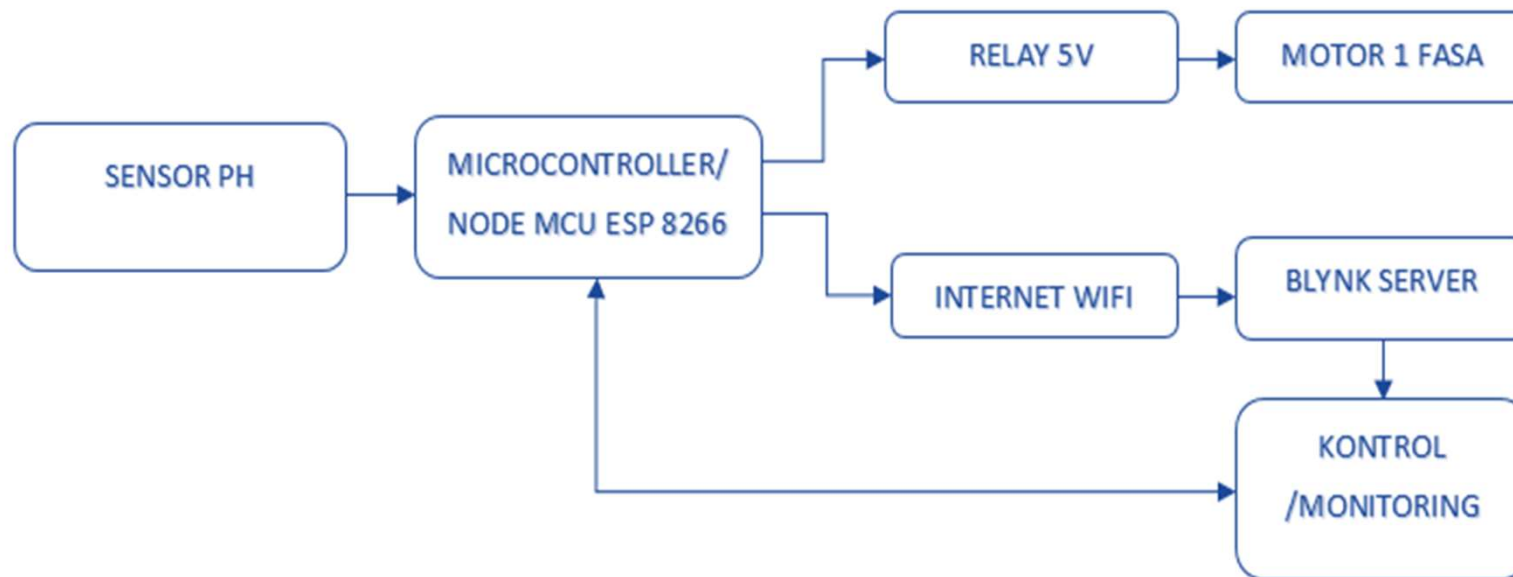 RELAY 5V
MOTOR 1 FASA
SENSOR PH
MICROCONTROLLER/
NODE MCU ESP 8266
INTERNET WIFI
BLYNK SERVER
KONTROL
/MONITORING